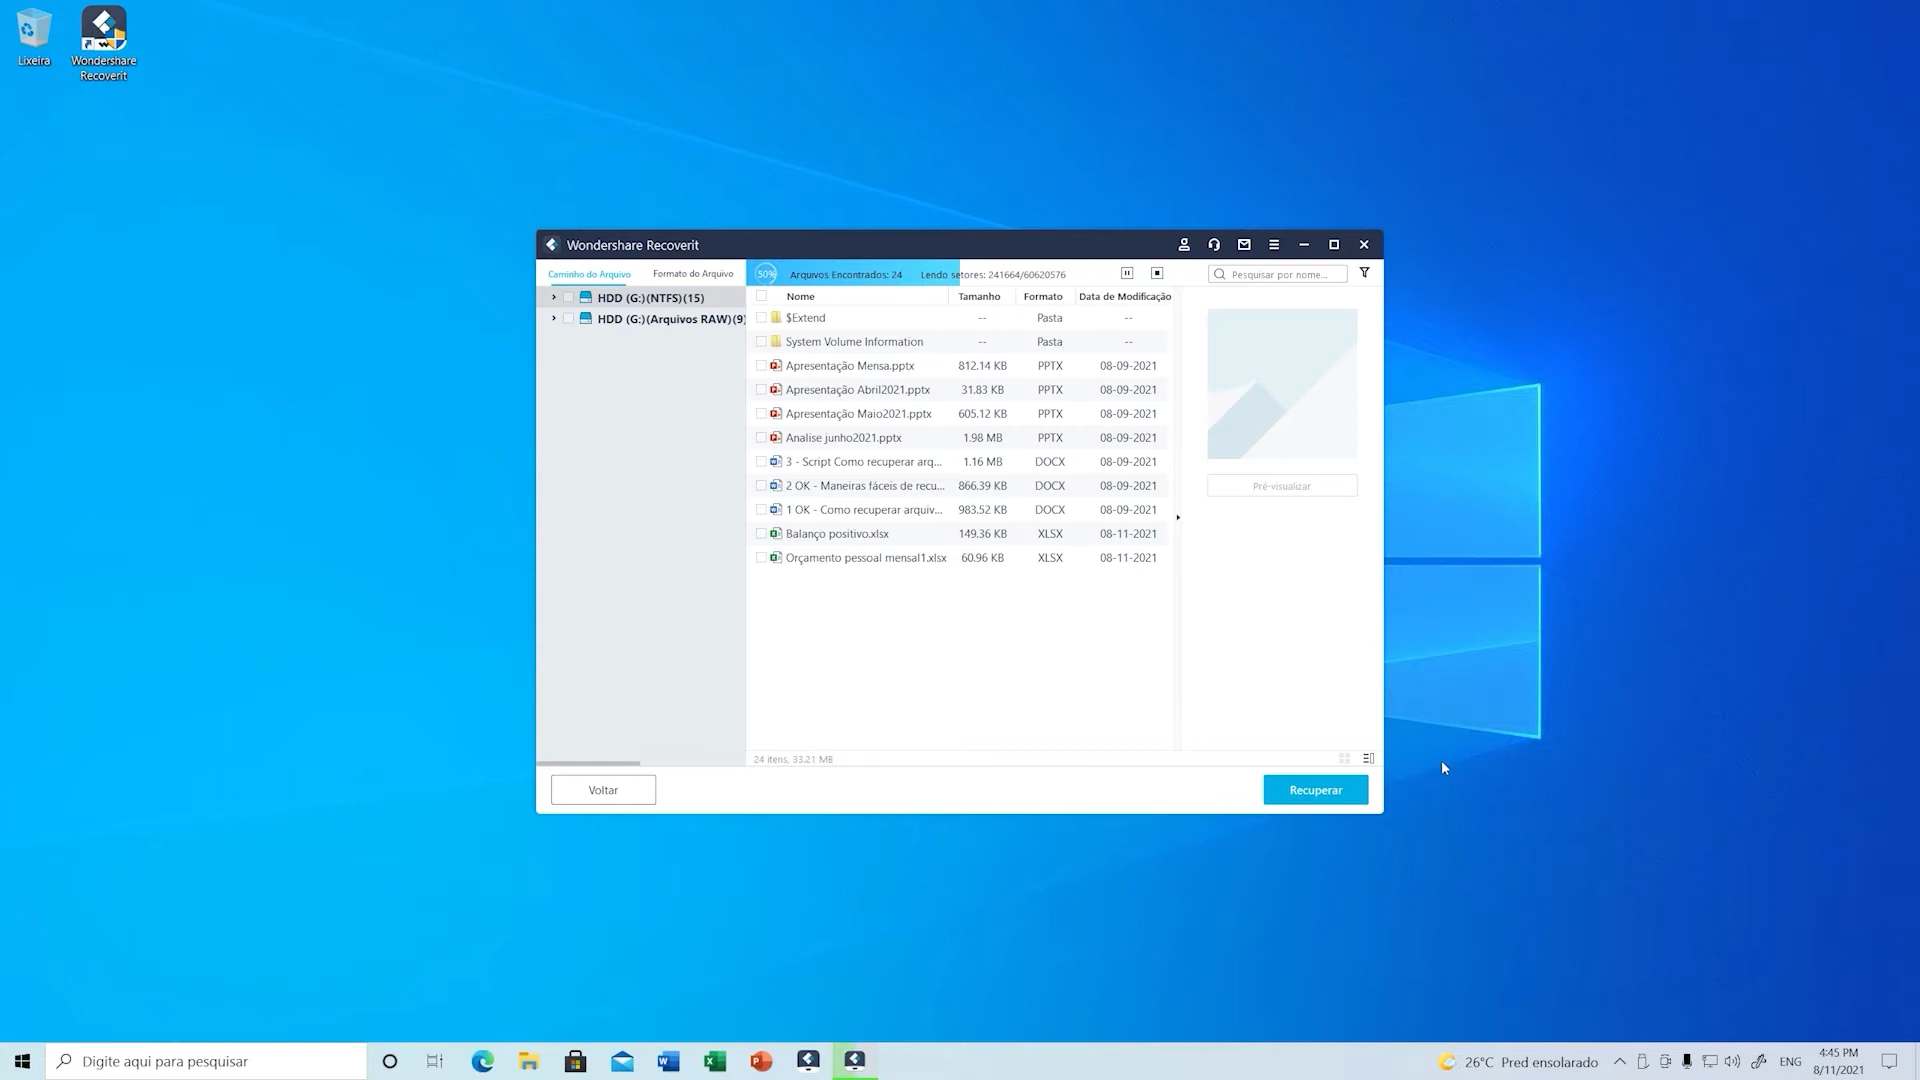 Lixeira
Wondershare
Recoverit
Wondershare Recoverit
Caminho do Arquivo
Formato do Arquivo
50%
Arquivos Encontrados: 24
Lendo setores: 241664/60620576
Pesquisar por nome...
HDD (G:)(NTFS)(15)
HDD (G:)(Arquivos RAW)(9)
Nome Tamanho Formato Data de Modificação
$Extend -- Pasta --
System Volume Information -- Pasta --
Apresentação Mensa.pptx 812.14 KB PPTX 08-09-2021
Apresentação Abril2021.pptx 31.83 KB PPTX 08-09-2021
Apresentação Maio2021.pptx 605.12 KB PPTX 08-09-2021
Analise junho2021.pptx 1.98 MB PPTX 08-09-2021
3 - Script Como recuperar arq... 1.16 MB DOCX 08-09-2021
2 OK - Maneiras fáceis de recu... 866.39 KB DOCX 08-09-2021
1 OK - Como recuperar arquiv... 983.52 KB DOCX 08-09-2021
Balanço positivo.xlsx 149.36 KB XLSX 08-11-2021
Orçamento pessoal mensal1.xlsx 60.96 KB XLSX 08-11-2021
Pré-visualizar
24 itens, 33.21 MB
Voltar
Recuperar
Digite aqui para pesquisar
26°C Pred ensolarado
ENG
4:45 PM
8/11/2021